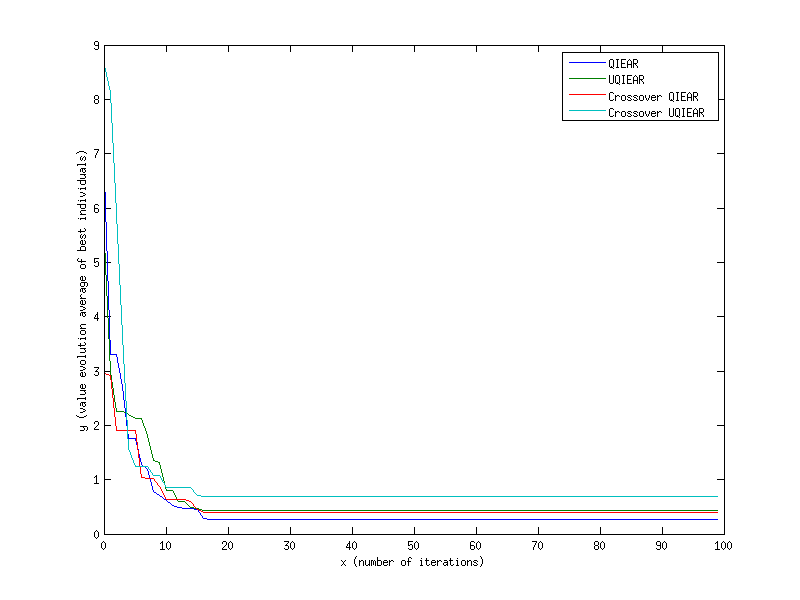 9
8
7
6
5
4
3
2
1
0
y (value evolution average of best individuals)
QIEAR
UQIEAR
Crossover QIEAR
Crossover UQIEAR
0 10 20 30 40 50 60 70 80 90 100
x (number of iterations)